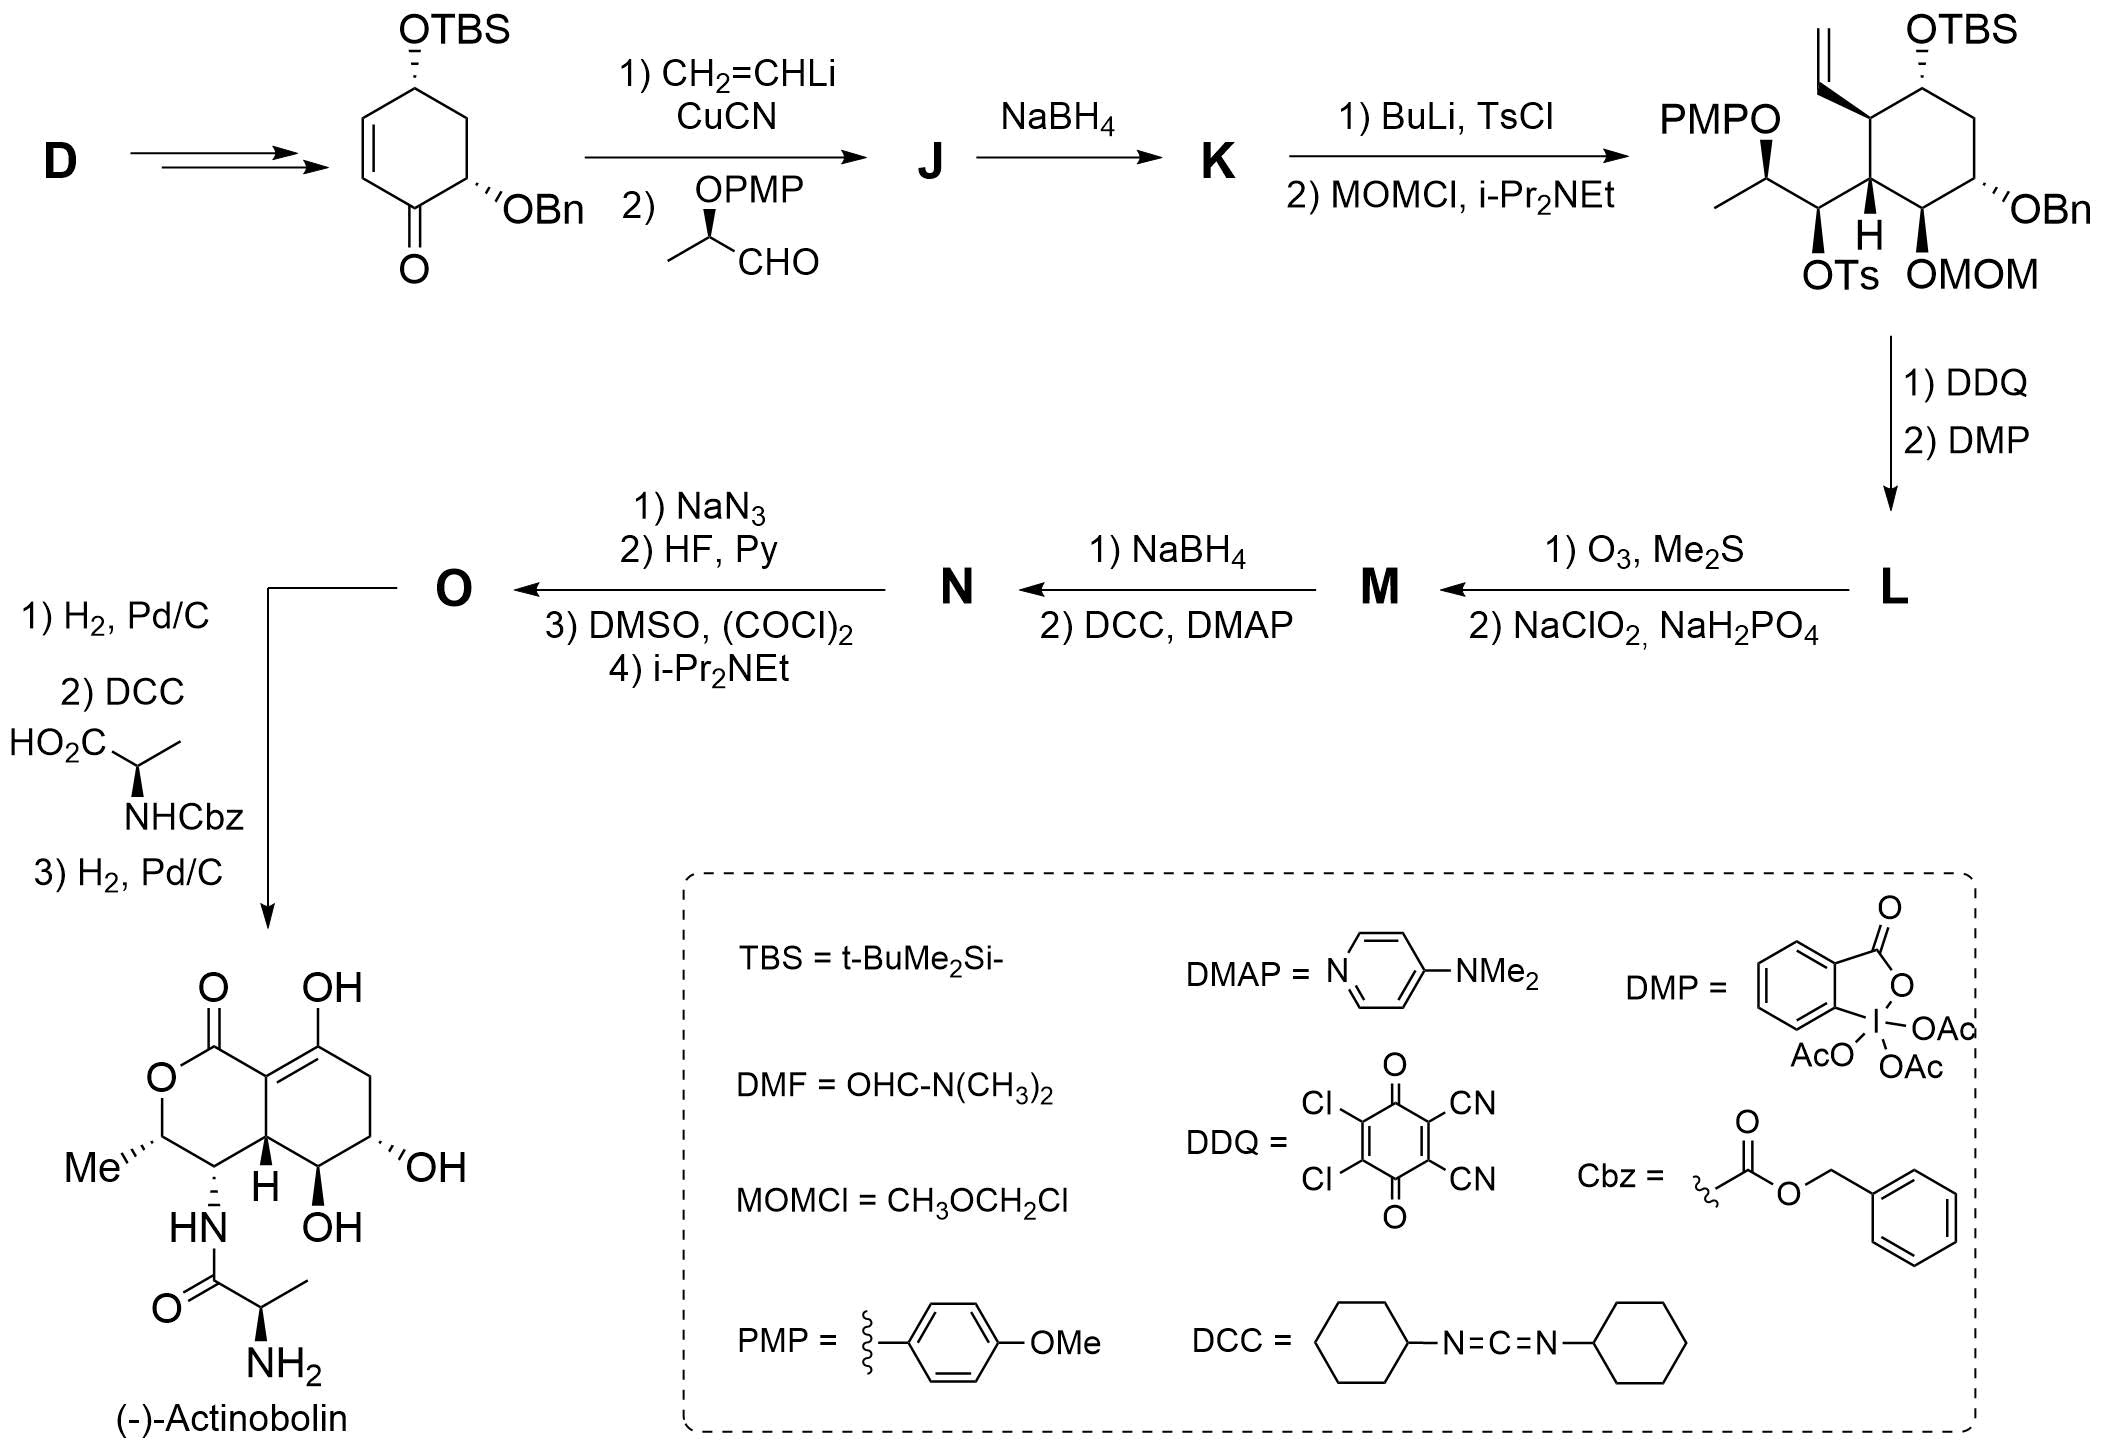 D
OTBS
O
OBn
1) CH2=CHLi
CuCN
2)
OPMP
CHO
J
NaBH4
K
1) BuLi, TsCl
2) MOMCl, i-Pr2NEt
OTBS
PMPO
H
OBn
OTs
OMOM
1) DDQ
2) DMP
L
1) O3, Me2S
2) NaClO2, NaH2PO4
M
1) NaBH4
2) DCC, DMAP
N
1) NaN3
2) HF, Py
3) DMSO, (COCl)2
4) i-Pr2NEt
O
1) H2, Pd/C
2) DCC
HO2C
NHCbz
3) H2, Pd/C
O
OH
O
Me
H
OH
HN
OH
O
NH2
(-)-Actinobolin
TBS = t-BuMe2Si-
DMAP =
N
NMe2
DMP =
O
O
I
OAc
AcO
OAc
DMF = OHC-N(CH3)2
DDQ =
O
Cl
CN
Cl
CN
O
MOMCl = CH3OCH2Cl
Cbz =
O
O
PMP =
OMe
DCC =
N=C=N